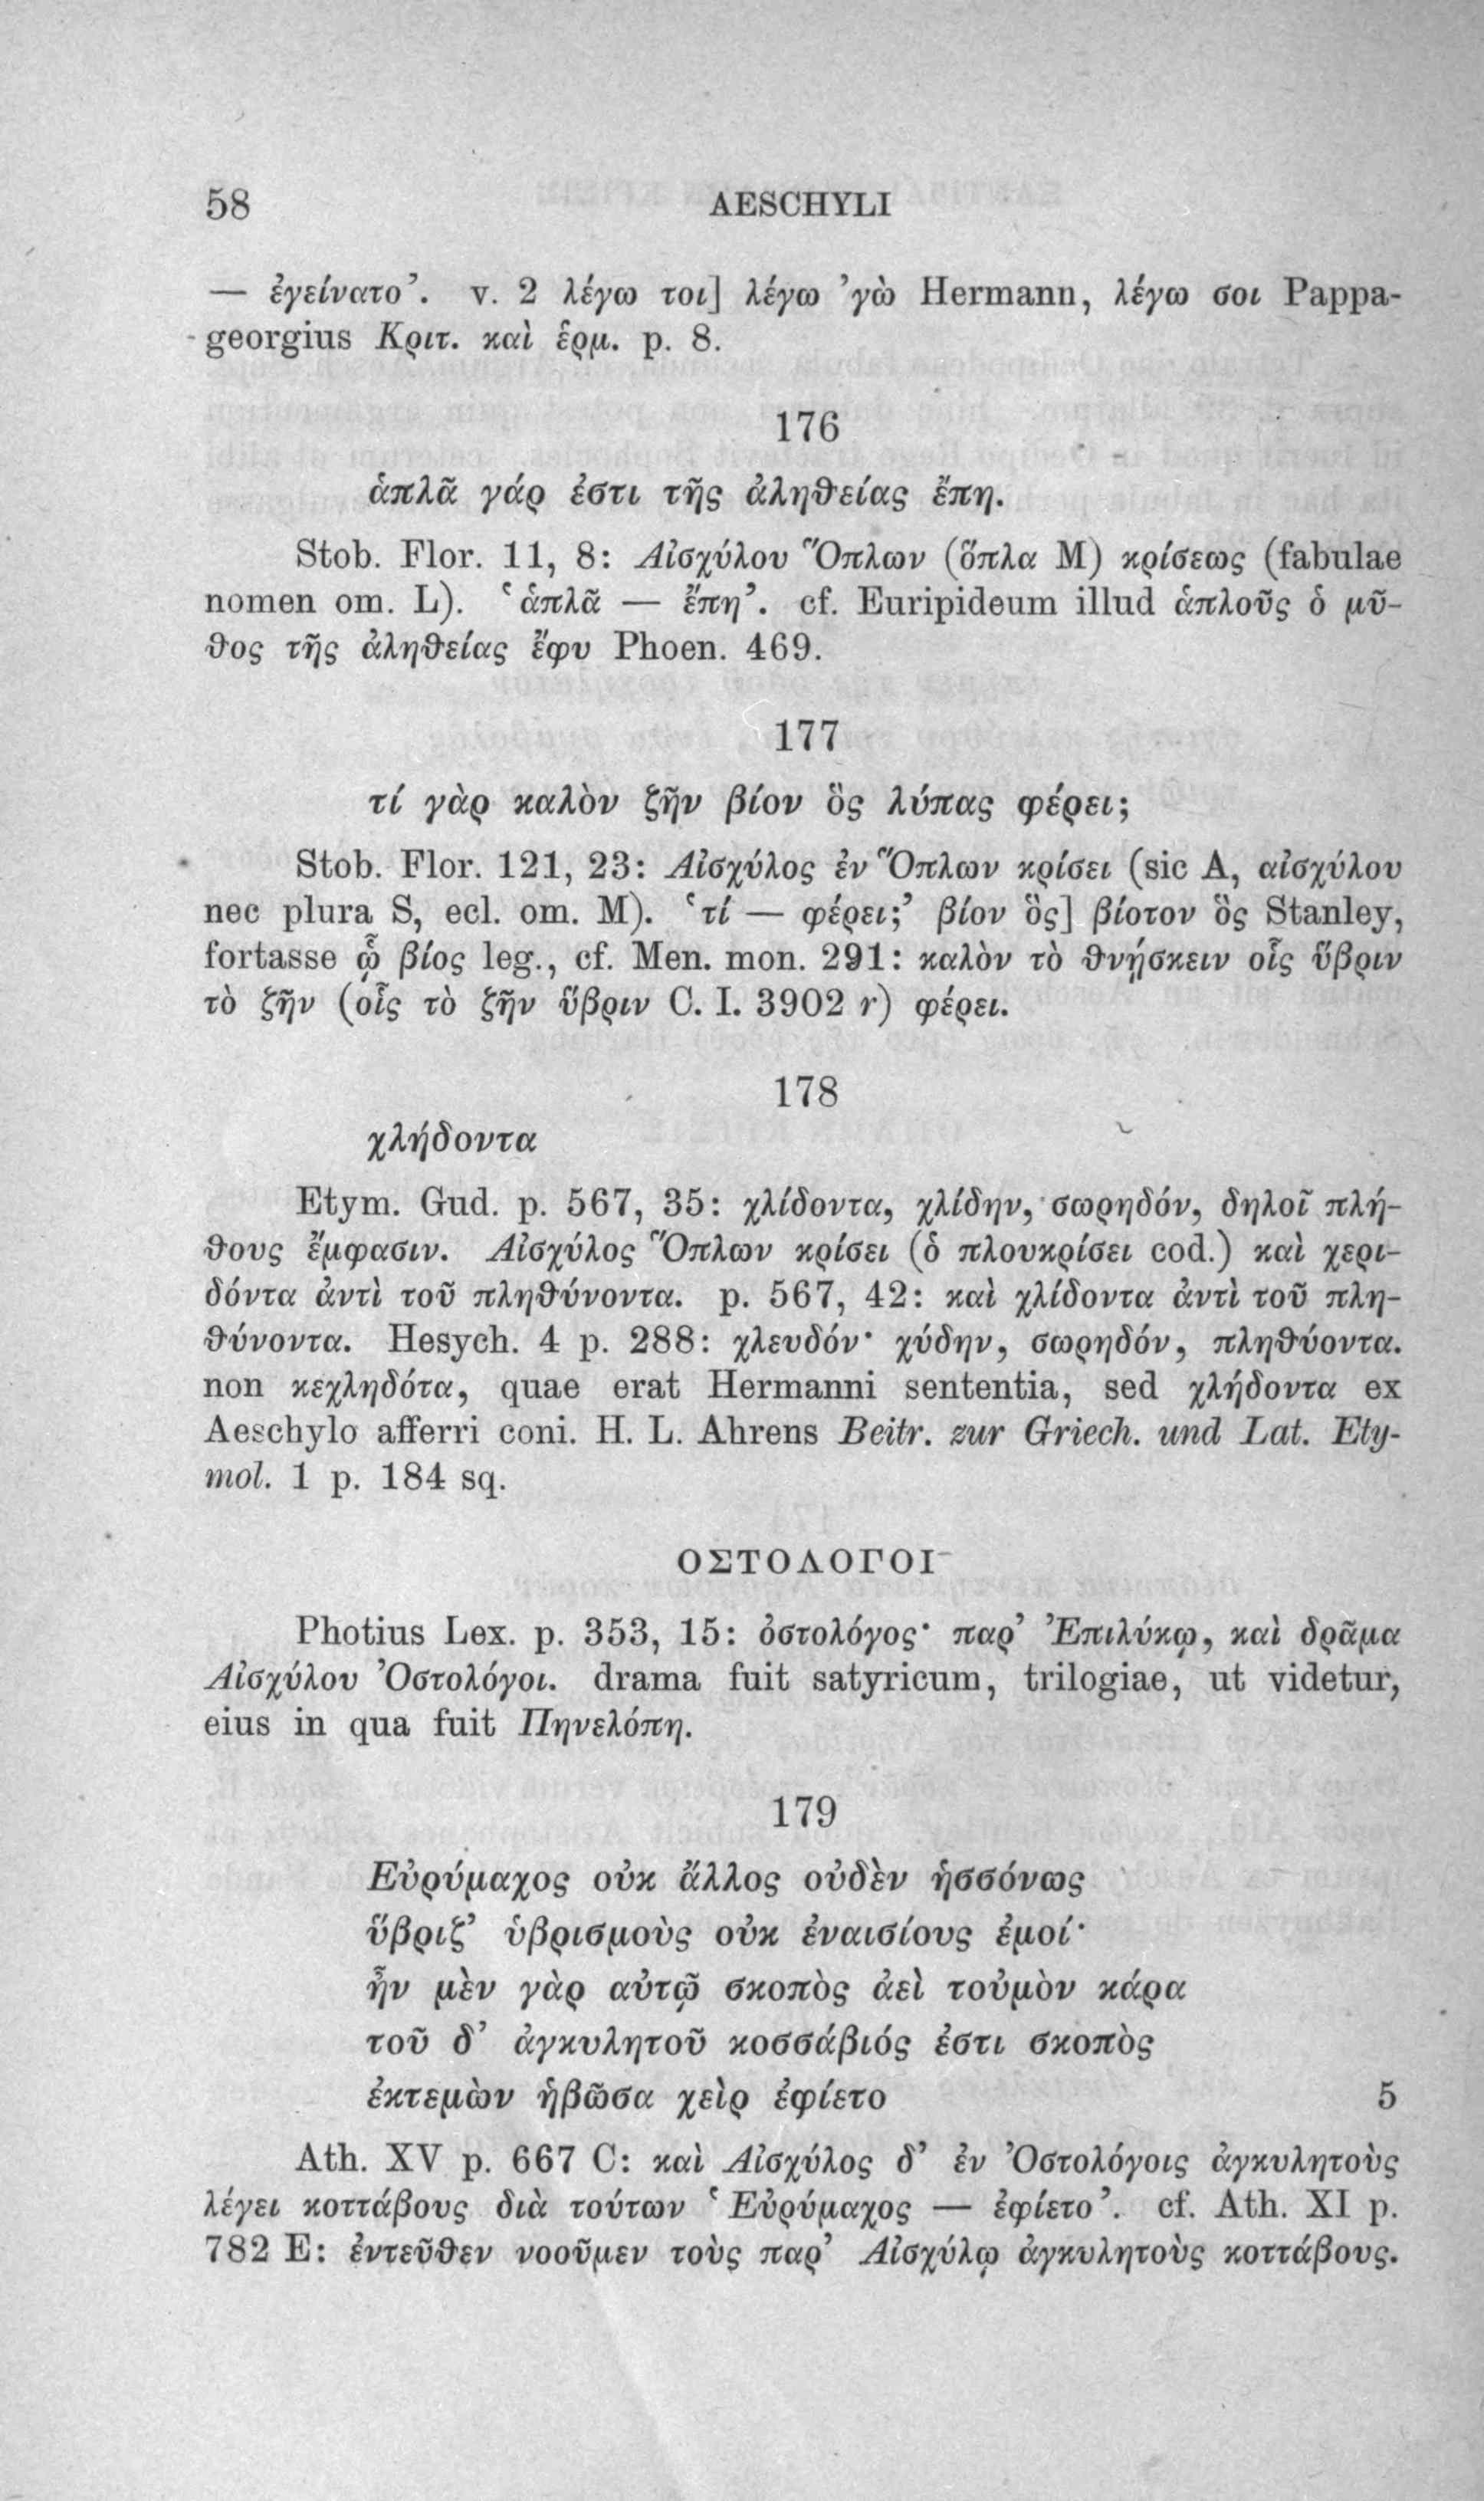 58 AESCHYLI
— ἐγείνατο’. v. 2 λέγω τοι] λέγω ’γὼ Hermann, λέγω σοι Pappa-
georgius Κριτ. καὶ ἑρμ. p. 8.
176
ἁπλᾶ γάρ ἐστι τῆς ἀληθείας ἔπη.
Stob. Flor. 11, 8: Αἰσχύλου Ὅπλων (ὅπλα M) κρίσεως (fabulae
nomen om. L). ‘ἁπλᾶ — ἔπη’. cf. Euripideum illud ἁπλοῦς ὁ μῦ-
θος τῆς ἀληθείας ἔφυ Phoen. 469.
177
τί γὰρ καλὸν ζῆν βίον ὃς λύπας φέρει;
Stob. Flor. 121, 23: Αἰσχύλος ἐν Ὅπλων κρίσει (sic A, αἰσχύλου
nec plura S, ecl. om. M). ‘τί — φέρει;’ βίον ὃς] βίοτον ὃς Stanley,
fortasse ᾧ βίος leg., cf. Men. mon. 291: καλὸν τὸ θνήσκειν οἷς ὕβριν
τὸ ζῆν (οἷς τὸ ζῆν ὕβριν C. I. 3902 r) φέρει.
178
χλήδοντα
Etym. Gud. p. 567, 35: χλίδοντα, χλίδην, σωρηδόν, δηλοῖ πλή-
θους ἔμφασιν. Αἰσχύλος Ὅπλων κρίσει (ὁ πλουκρίσει cod.) καὶ χερι-
δόντα ἀντὶ τοῦ πληθύνοντα. p. 567, 42: καὶ χλίδοντα ἀντὶ τοῦ πλη-
θύνοντα. Hesych. 4 p. 288: χλευδόν· χύδην, σωρηδόν, πληθύοντα.
non κεχληδότα, quae erat Hermanni sententia, sed χλήδοντα ex
Aeschylo afferri coni. H. L. Ahrens Beitr. zur Griech. und Lat. Ety-
mol. 1 p. 184 sq.
ΟΣΤΟΛΟΓΟΙ
Photius Lex. p. 353, 15: ὀστολόγος· παρ’ Ἐπιλύκῳ, καὶ δρᾶμα
Αἰσχύλου Ὀστολόγοι. drama fuit satyricum, trilogiae, ut videtur,
eius in qua fuit Πηνελόπη.
179
Εὐρύμαχος οὐκ ἄλλος οὐδὲν ἡσσόνως
ὕβριζ’ ὑβρισμοὺς οὐκ ἐναισίους ἐμοί·
ἦν μὲν γὰρ αὐτῷ σκοπὸς ἀεὶ τοὐμὸν κάρα
τοῦ δ’ ἀγκυλητοῦ κοσσάβιός ἐστι σκοπὸς
ἐκτεμὼν ἡβῶσα χεὶρ ἐφίετο 5
Ath. XV p. 667 C: καὶ Αἰσχύλος δ’ ἐν Ὀστολόγοις ἀγκυλητοὺς
λέγει κοττάβους διὰ τούτων ‘Εὐρύμαχος — ἐφίετο’. cf. Ath. XI p.
782 E: ἐντεῦθεν νοοῦμεν τοὺς παρ’ Αἰσχύλῳ ἀγκυλητοὺς κοττάβους.